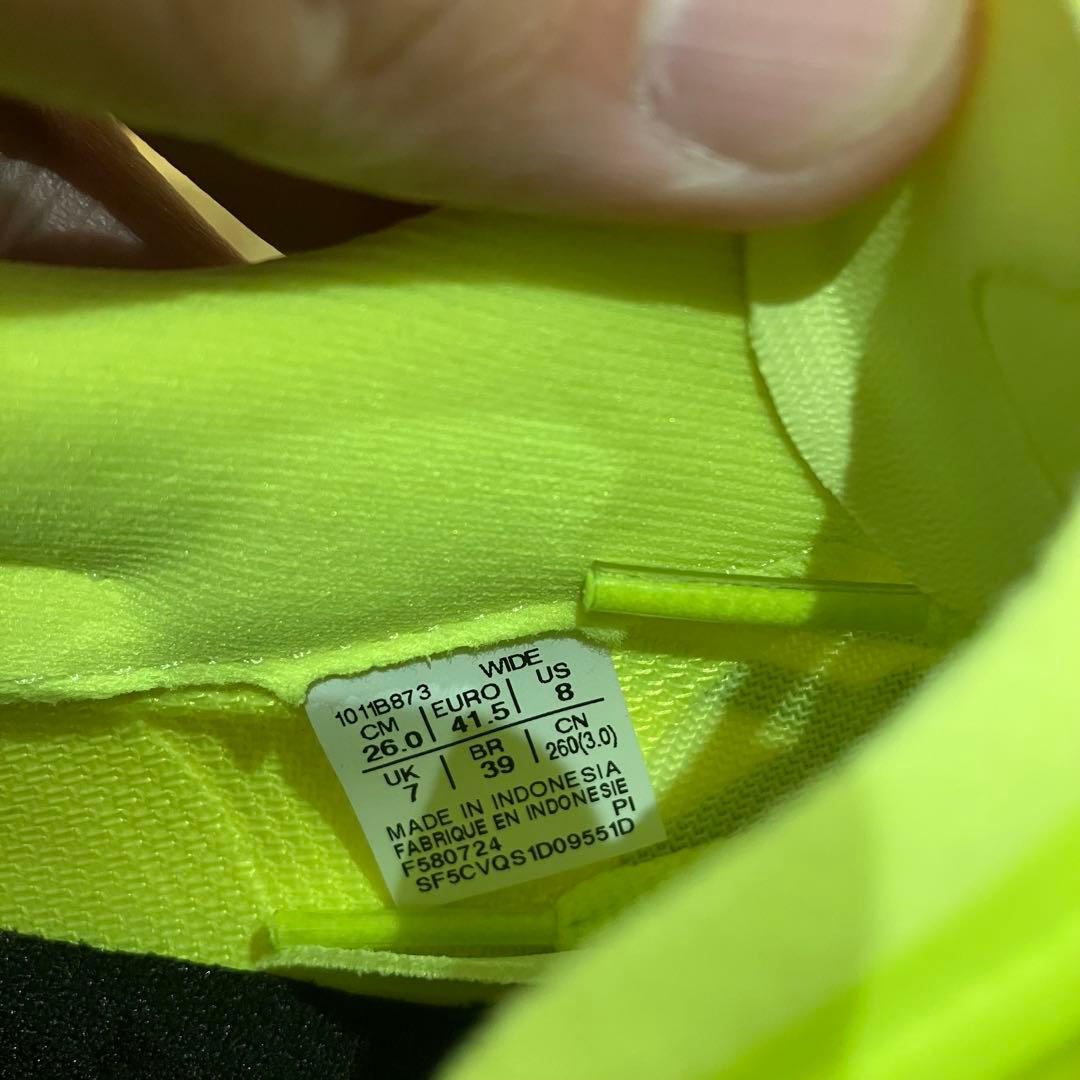 WIDE
1011B873
CM 26.0 | EURO 41.5 | US 8
UK 7 | BR 39 | CN 260(3.0)
MADE IN INDONESIA
FABRIQUE EN INDONESIE
F580724 PI
SF5CVQS1D09551D